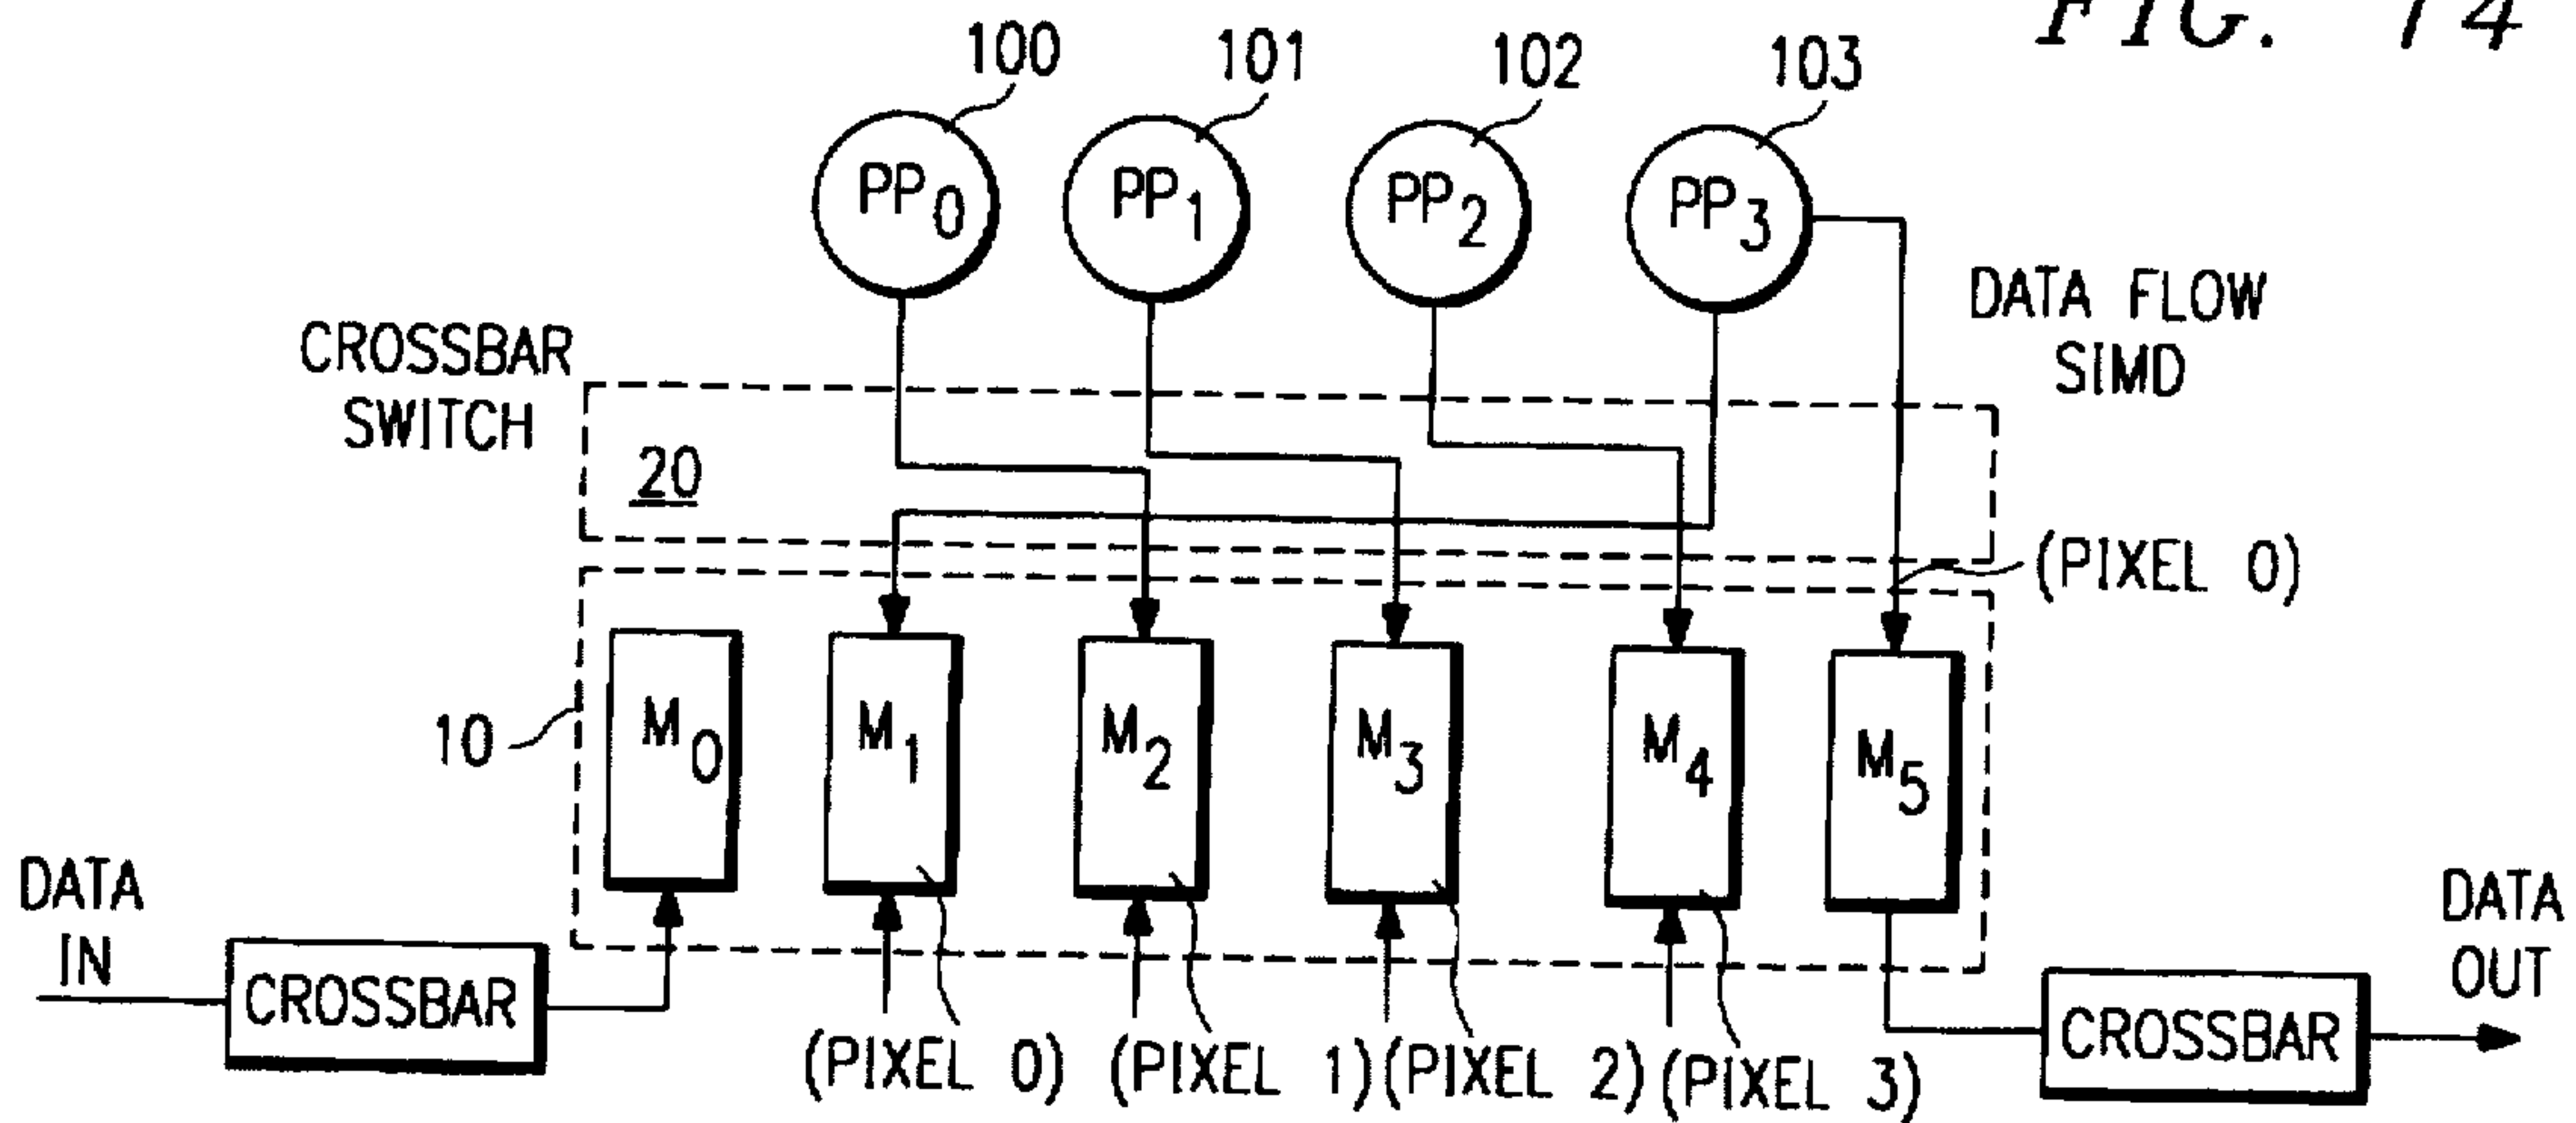 FIG. 74
100
101
102
103
PP0
PP1
PP2
PP3
CROSSBAR
SWITCH
DATA FLOW
SIMD
20
(PIXEL 0)
10
M0
M1
M2
M3
M4
M5
DATA
IN
CROSSBAR
(PIXEL 0)
(PIXEL 1)
(PIXEL 2)
(PIXEL 3)
CROSSBAR
DATA
OUT